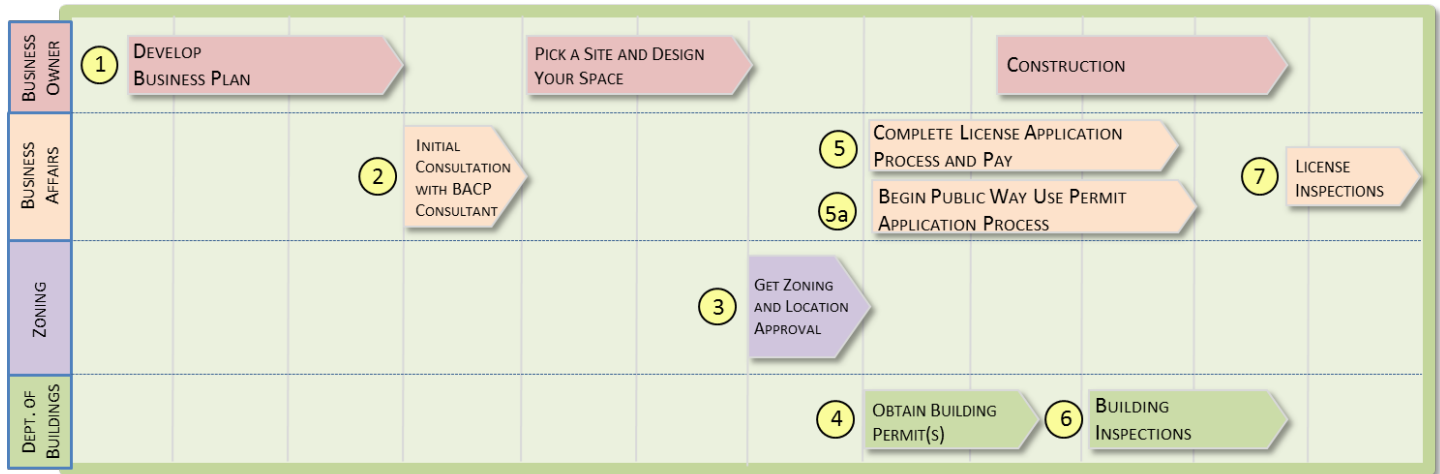 BUSINESS
OWNER
1
DEVELOP
BUSINESS PLAN
PICK A SITE AND DESIGN
YOUR SPACE
CONSTRUCTION
BUSINESS
AFFAIRS
2
INITIAL
CONSULTATION
WITH BACP
CONSULTANT
5
COMPLETE LICENSE APPLICATION
PROCESS AND PAY
5a
BEGIN PUBLIC WAY USE PERMIT
APPLICATION PROCESS
7
LICENSE
INSPECTIONS
ZONING
3
GET ZONING
AND LOCATION
APPROVAL
DEPT. OF
BUILDINGS
4
OBTAIN BUILDING
PERMIT(S)
6
BUILDING
INSPECTIONS